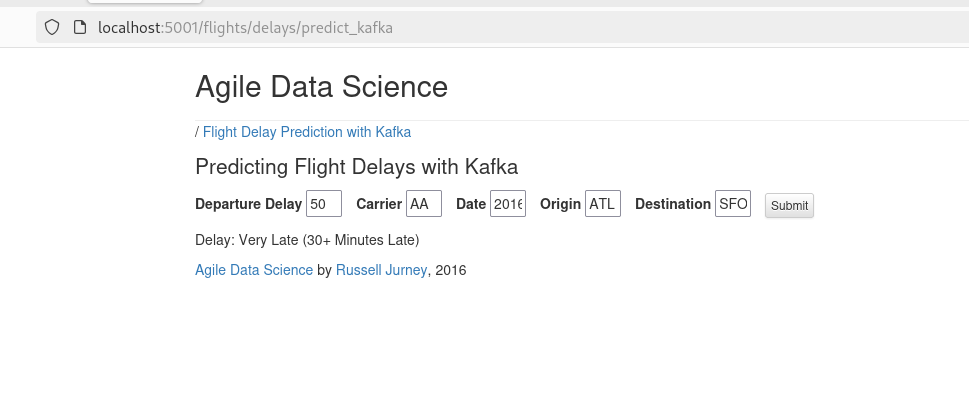 localhost:5001/flights/delays/predict_kafka
Agile Data Science
/ Flight Delay Prediction with Kafka
Predicting Flight Delays with Kafka
Departure Delay 50 Carrier AA Date 2016 Origin ATL Destination SFO Submit
Delay: Very Late (30+ Minutes Late)
Agile Data Science by Russell Jurney, 2016